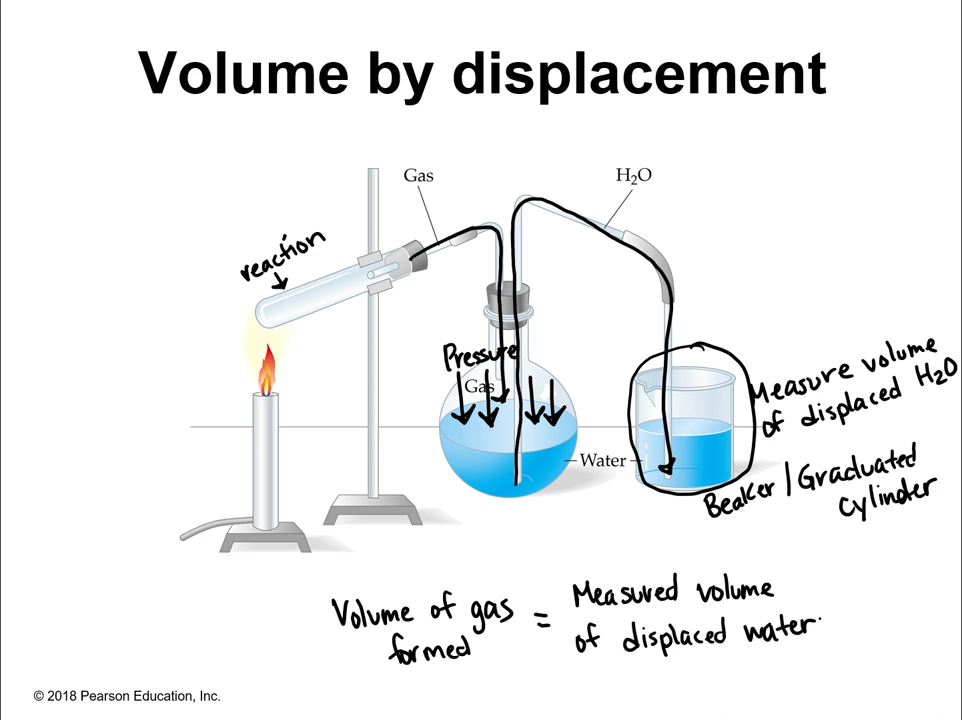 Volume by displacement
Gas
H₂O
reaction
Pressure
Gas
Measure volume
of displaced H₂O
Water
Beaker / Graduated
Cylinder
Volume of gas
formed
=
Measured volume
of displaced water.
© 2018 Pearson Education, Inc.